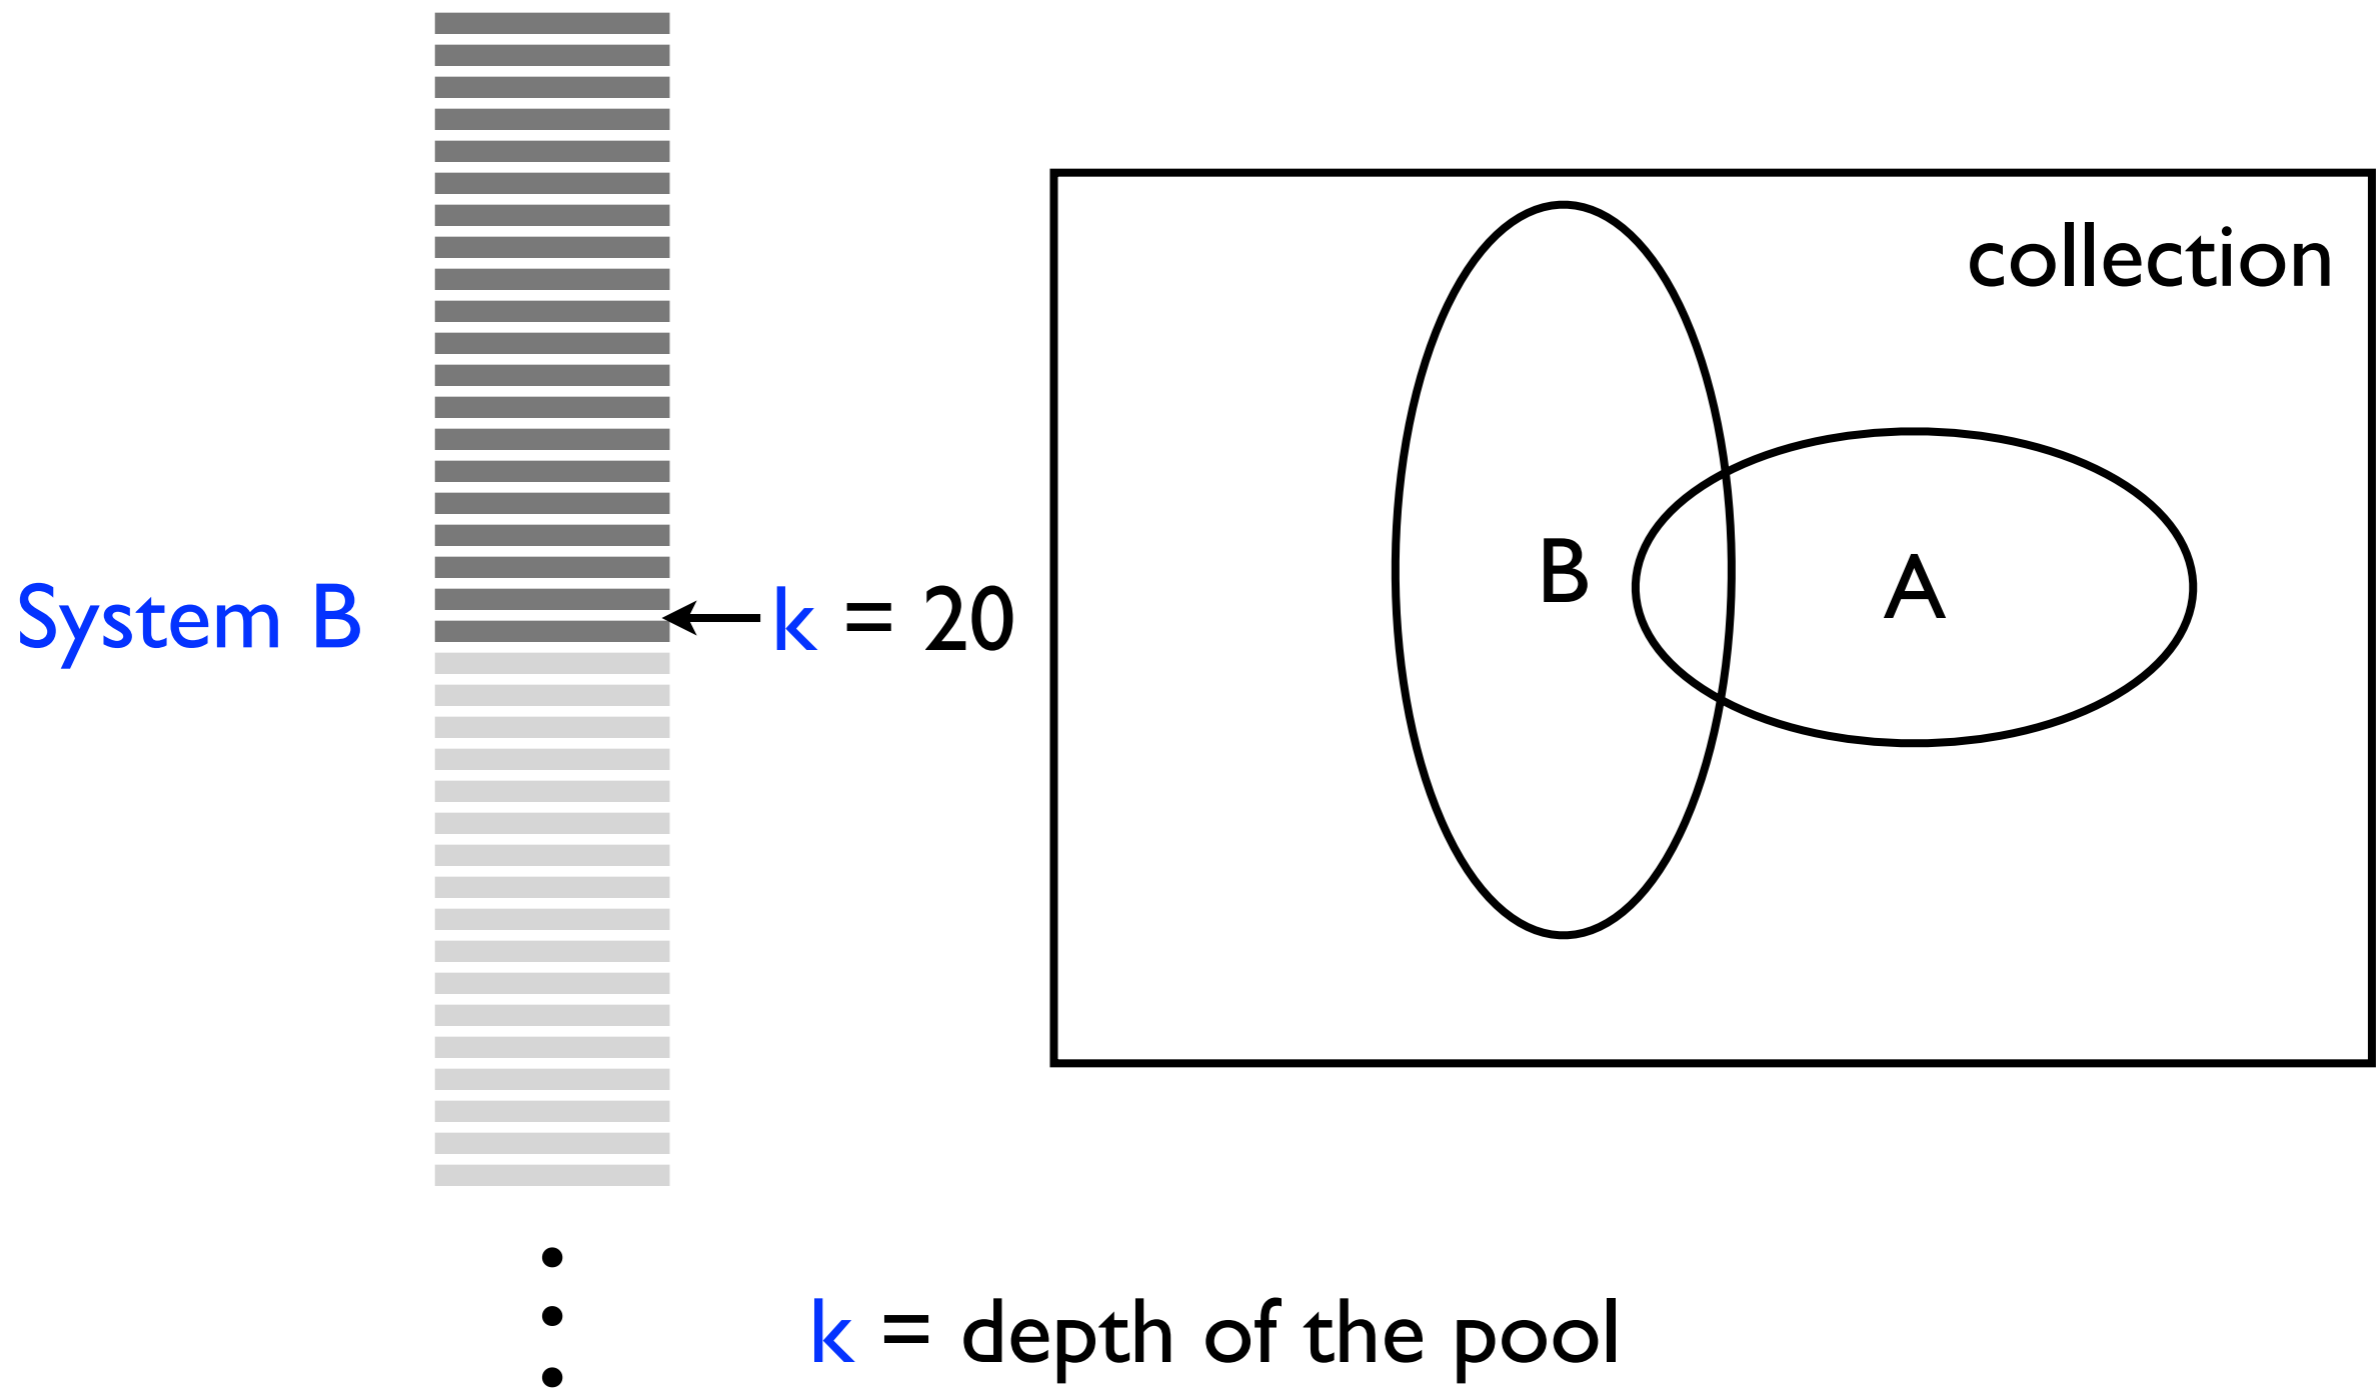 collection
B
A
System B
k = 20
k = depth of the pool